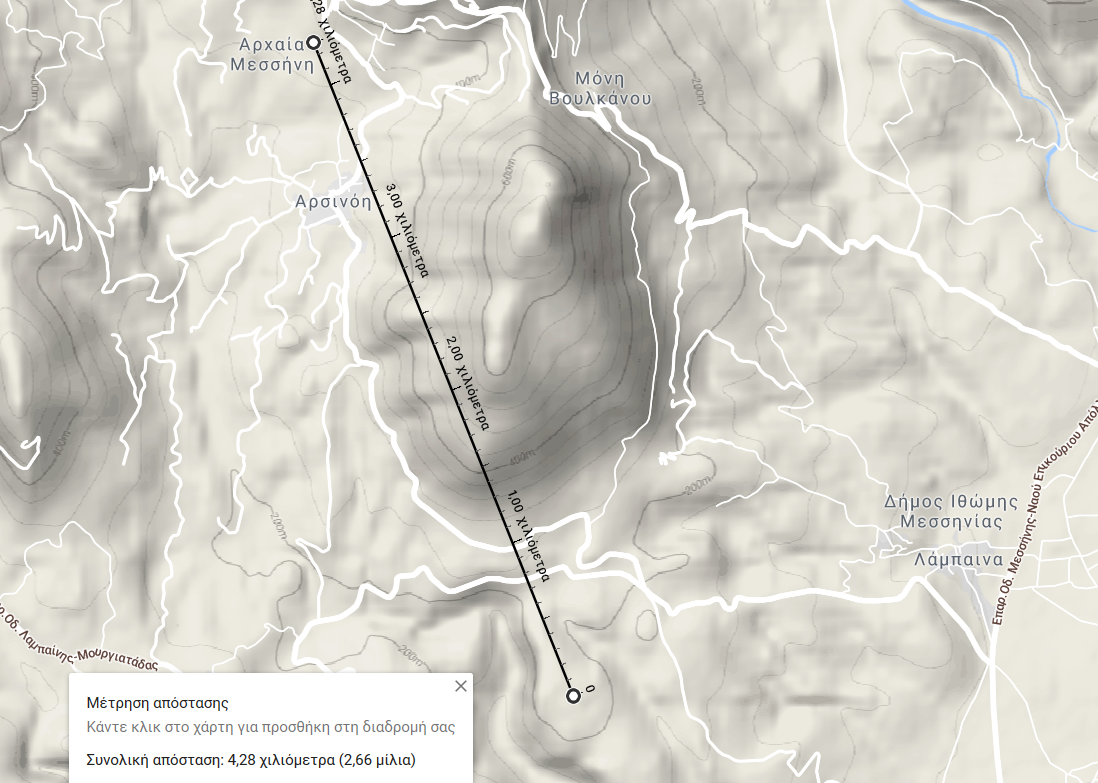 28 χιλιόμετρα
Αρχαία
Μεσσήνη
400m
Μόνη
Βουλκάνου
200m
600m
Αρσινόη
3,00 χιλιόμετρα
2,00 χιλιόμετρα
400m
400m
200m
1,00 χιλιόμετρα
200m
Δήμος Ιθώμης
Μεσσηνίας
Λάμπαινα
Επαρ. Οδ. Μεσσήνης-Ναού Επικούριου Απόλ
ρ. Οδ. Λαμπαίνης-Μουργιατάδας
200m
0
Μέτρηση απόστασης
Κάντε κλικ στο χάρτη για προσθήκη στη διαδρομή σας
Συνολική απόσταση: 4,28 χιλιόμετρα (2,66 μίλια)